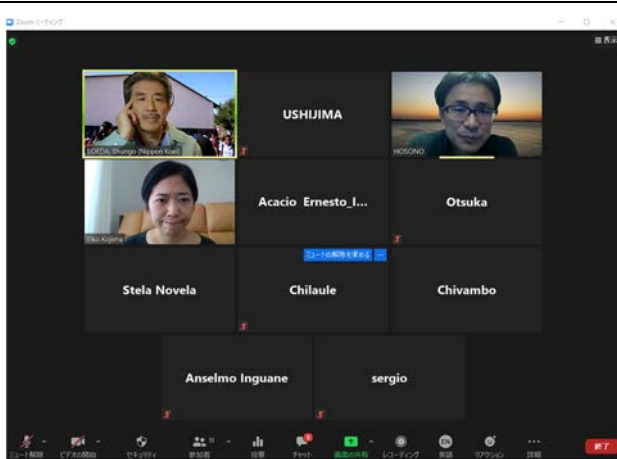 Zoom ミーティング
表示
SOEDA, Shungo (Nippon Koei)
USHIJIMA
HOSONO
Eiko Kojima
Acacio Ernesto_I...
Otsuka
ミュートの解除を求める ...
Stela Novela
Chilaule
Chivambo
Anselmo Inguane
sergio
11
EN
ミュート解除 ビデオの開始 セキュリティ 参加者 投票 チャット 画面の共有 レコーディング 英語 リアクション 詳細 終了